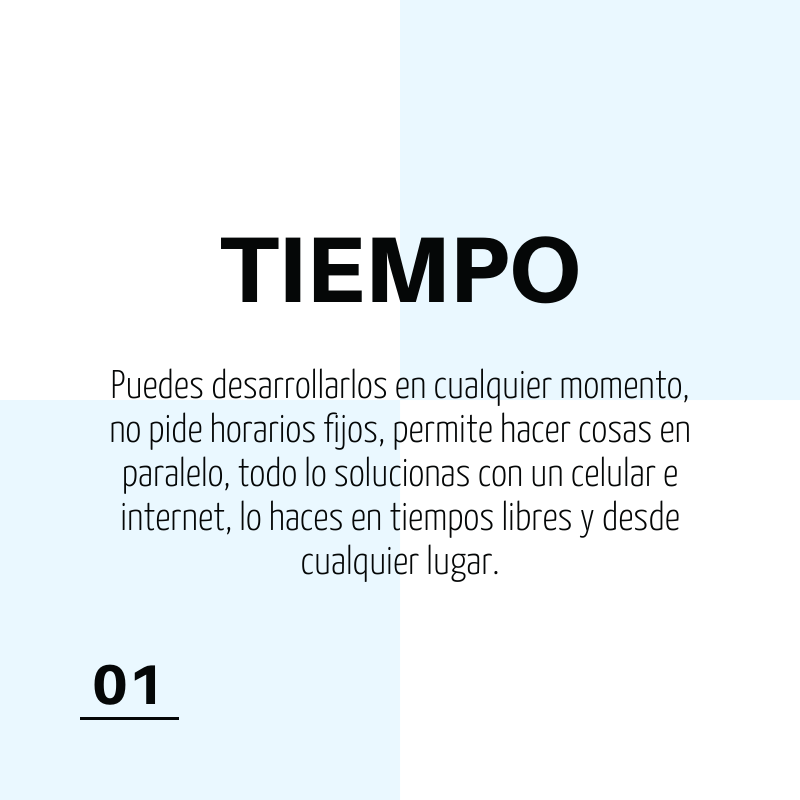 TIEMPO
Puedes desarrollarlos en cualquier momento,
no pide horarios fijos, permite hacer cosas en
paralelo, todo lo solucionas con un celular e
internet, lo haces en tiempos libres y desde
cualquier lugar.
01